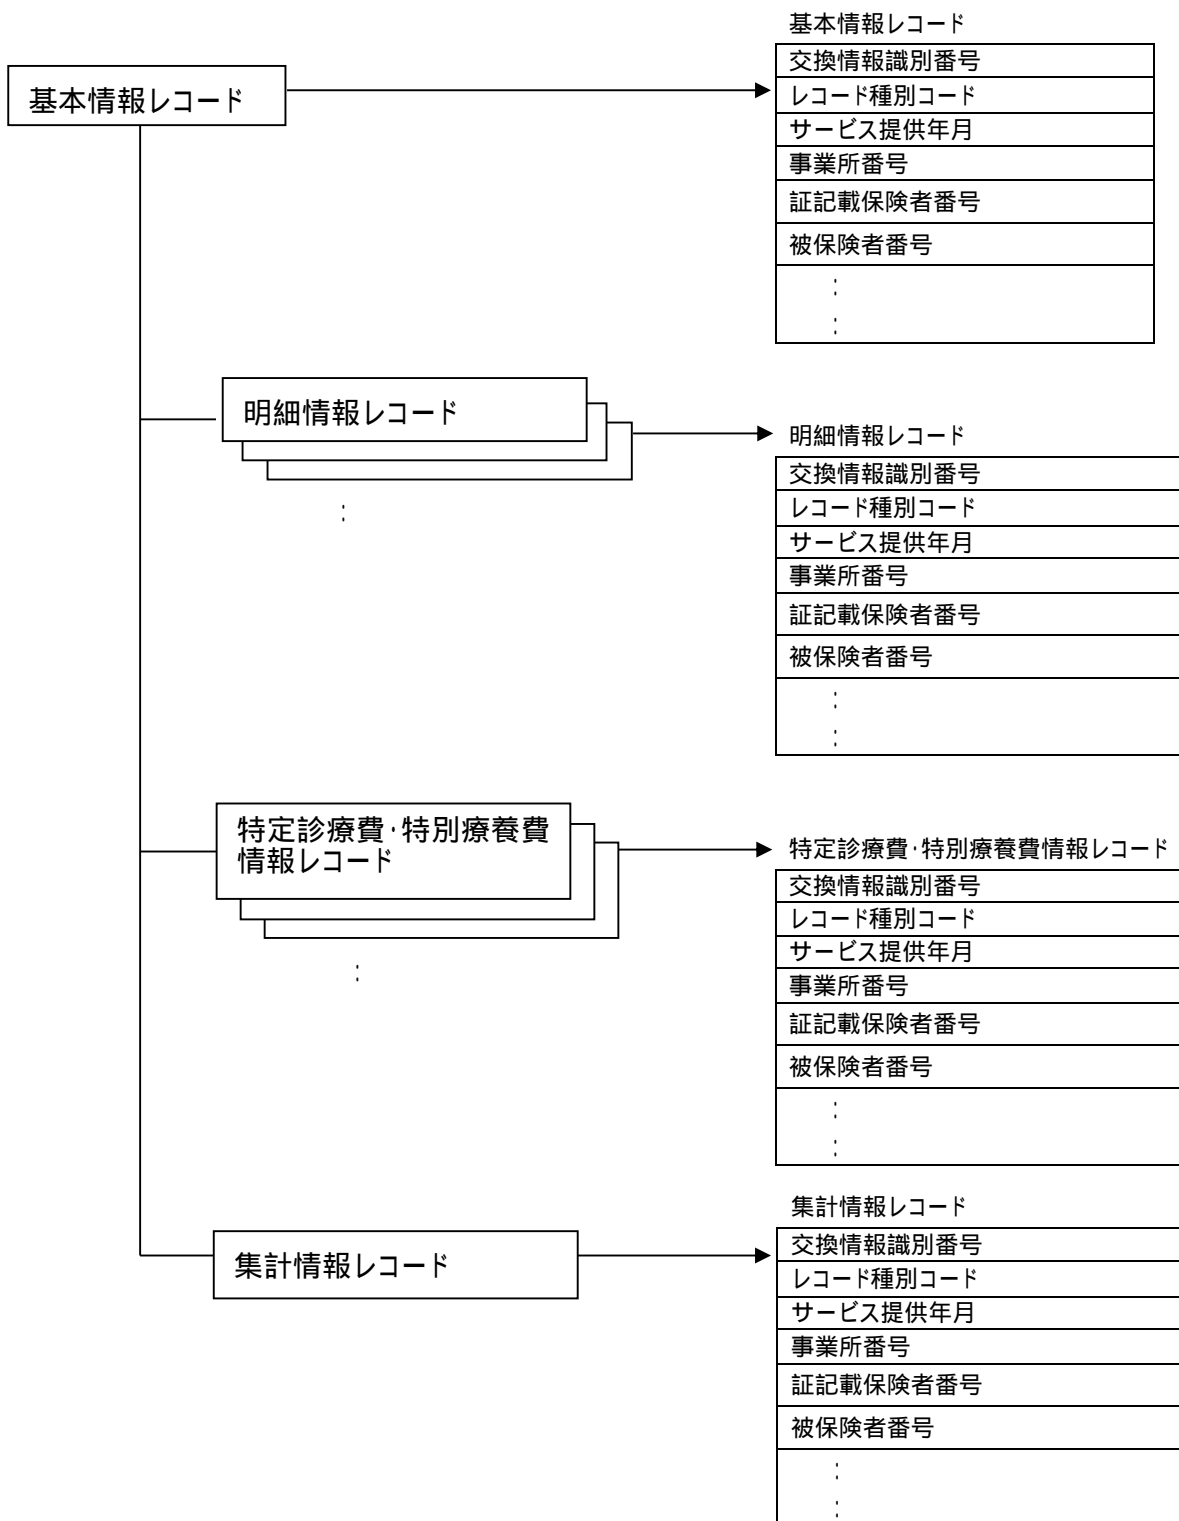 基本情報レコード
基本情報レコード
交換情報識別番号
レコード種別コード
サービス提供年月
事業所番号
証記載保険者番号
被保険者番号
:
:
明細情報レコード
:
明細情報レコード
交換情報識別番号
レコード種別コード
サービス提供年月
事業所番号
証記載保険者番号
被保険者番号
:
:
特定診療費・特別療養費
情報レコード
:
特定診療費・特別療養費情報レコード
交換情報識別番号
レコード種別コード
サービス提供年月
事業所番号
証記載保険者番号
被保険者番号
:
:
集計情報レコード
集計情報レコード
交換情報識別番号
レコード種別コード
サービス提供年月
事業所番号
証記載保険者番号
被保険者番号
:
: